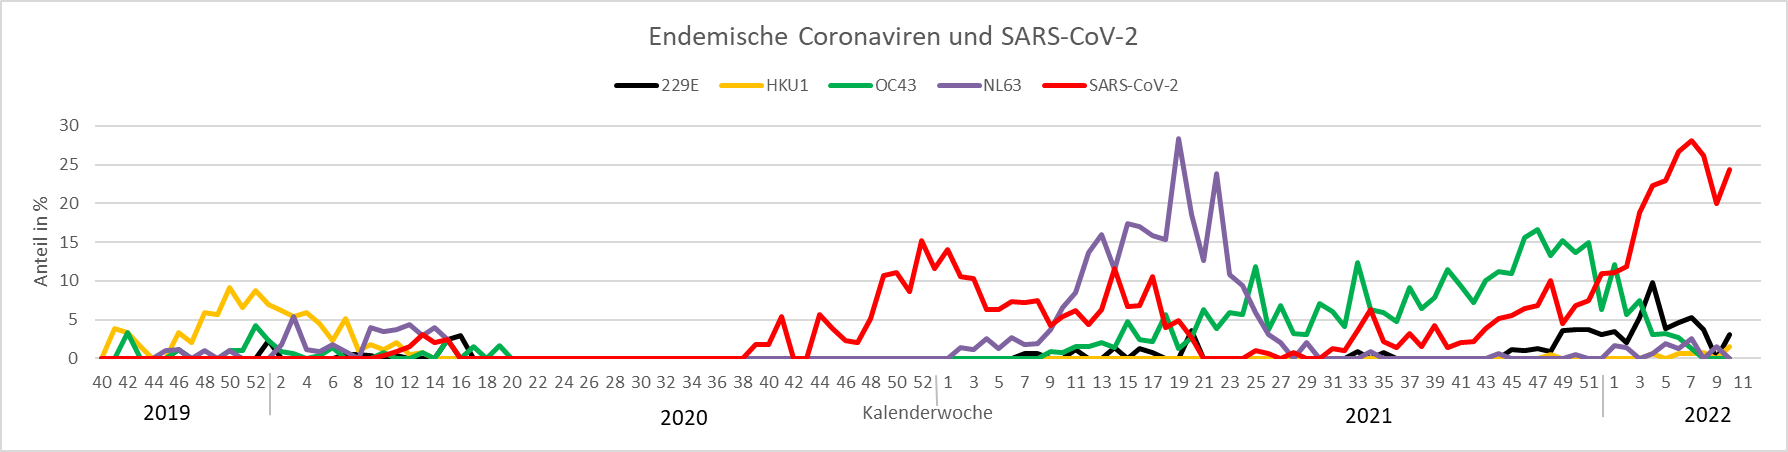 Endemische Coronaviren und SARS-CoV-2
229E HKU1 OC43 NL63 SARS-CoV-2
Anteil in %
30
25
20
15
10
5
0
40 42 44 46 48 50 52 2 4 6 8 10 12 14 16 18 20 22 24 26 28 30 32 34 36 38 40 42 44 46 48 50 52 1 3 5 7 9 11 13 15 17 19 21 23 25 27 29 31 33 35 37 39 41 43 45 47 49 51 1 3 5 7 9 11
2019 2020 Kalenderwoche 2021 2022